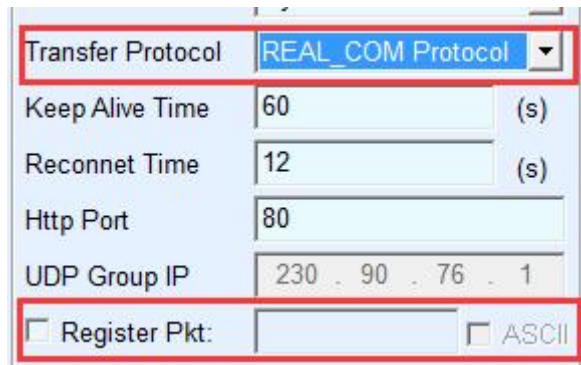 Transfer Protocol REAL_COM Protocol
Keep Alive Time 60 (s)
Reconnet Time 12 (s)
Http Port 80
UDP Group IP 230 . 90 . 76 . 1
Register Pkt: ASCII